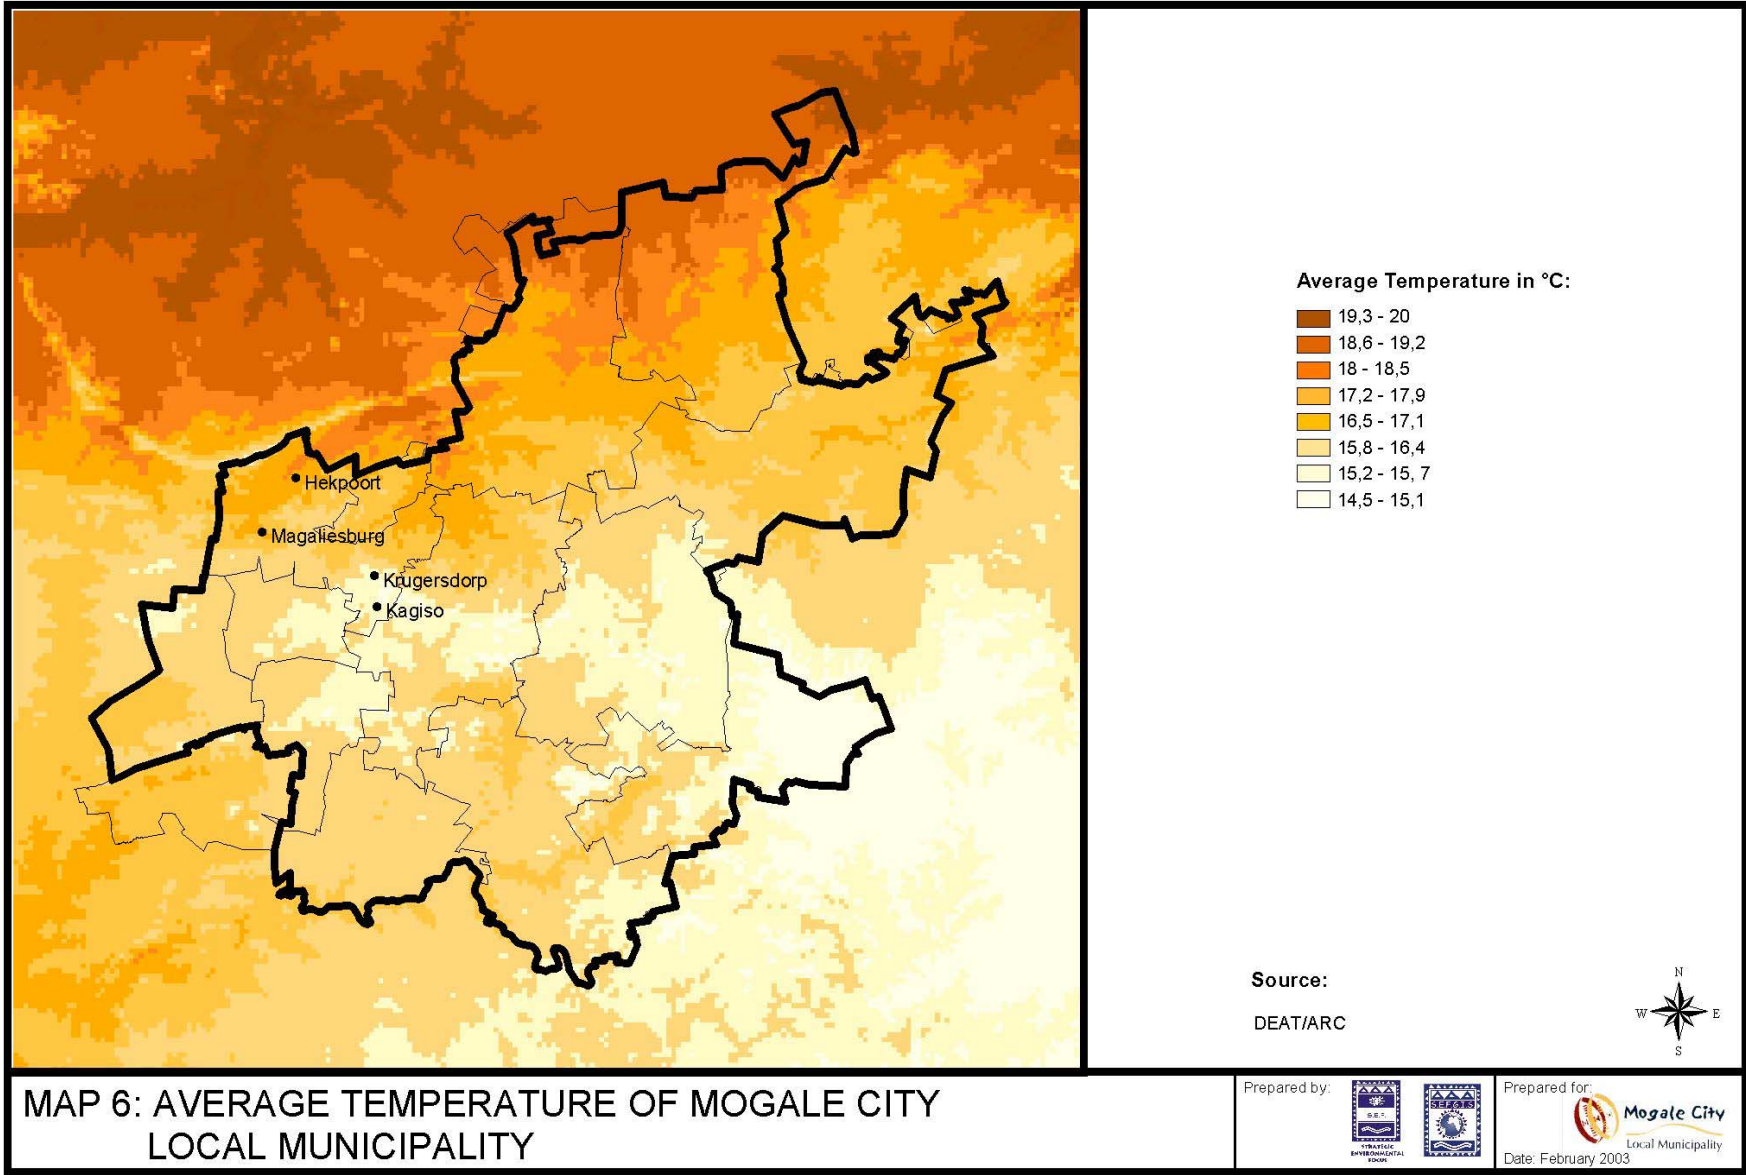 Hekpoort
Magaliesburg
Krugersdorp
Kagiso
Average Temperature in °C:
19,3 - 20
18,6 - 19,2
18 - 18,5
17,2 - 17,9
16,5 - 17,1
15,8 - 16,4
15,2 - 15, 7
14,5 - 15,1
Source:
DEAT/ARC
N
W E
S
MAP 6: AVERAGE TEMPERATURE OF MOGALE CITY
LOCAL MUNICIPALITY
Prepared by:
S.E.F.
STRATEGIC
ENVIRONMENTAL
FOCUS
S.E.F G.I.S
Prepared for:
Mogale City
Local Municipality
Date: February 2003